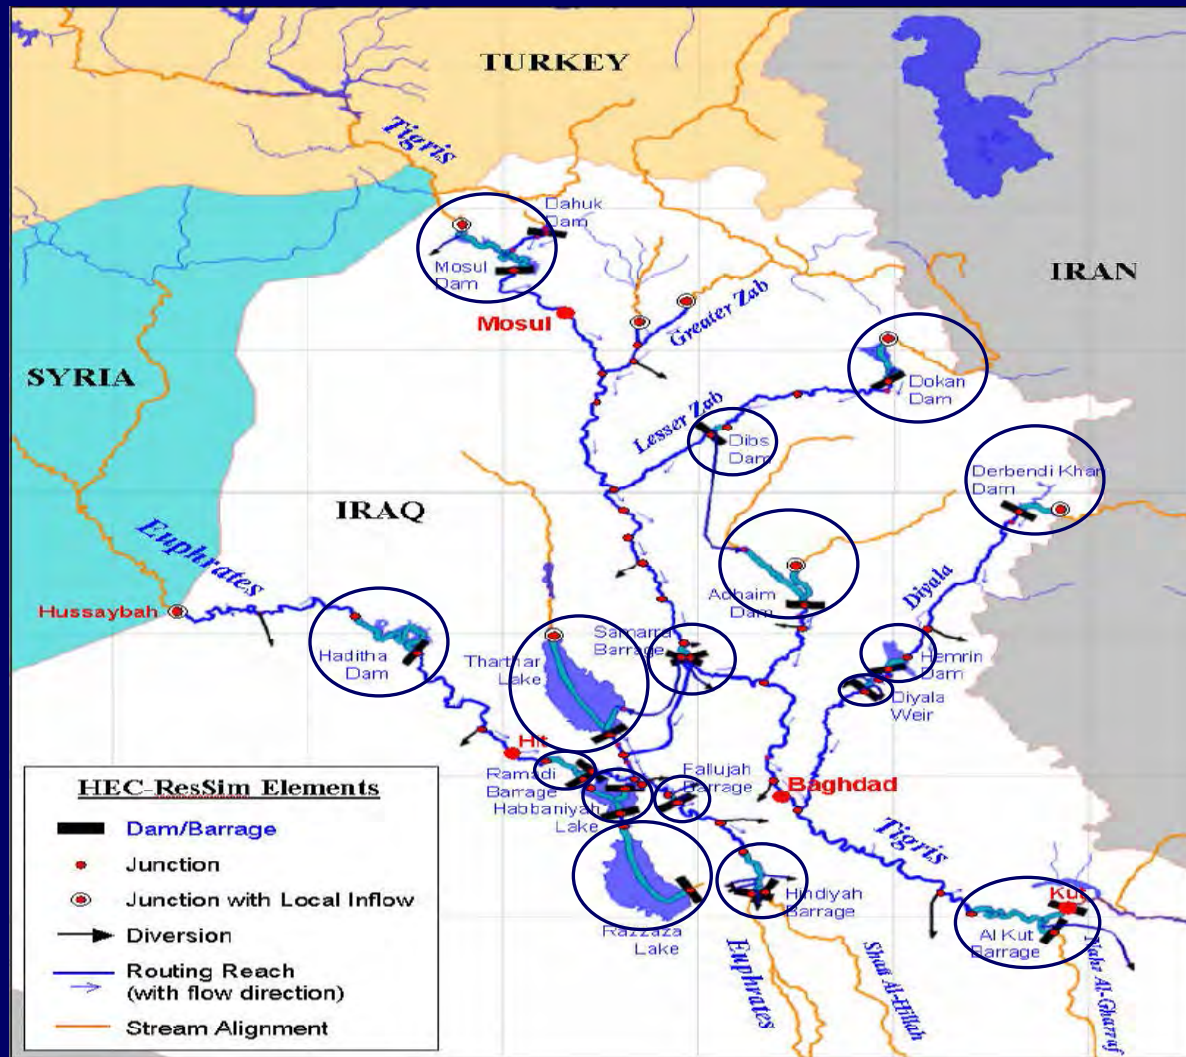 TURKEY
Tigris
Dahuk
Dam
Mosul
Dam
IRAN
Mosul
Greater Zab
SYRIA
Dokan
Dam
Lesser Zab
Dibs
Dam
Derbendi Khan
Dam
IRAQ
Euphrates
Diyala
Adhaim
Dam
Hussaybah
Samarra
Barrage
Haditha
Dam
Tharthar
Lake
Hemrin
Dam
Diyala
Weir
Hit
Ramadi
Barrage
Fallujah
Barrage
Baghdad
Habbaniyah
Lake
Tigris
Hindiyah
Barrage
Kut
Al Kut
Barrage
Razzaza
Lake
Euphrates
Shatt Al-Hillah
Nahr Al-Gharraf
HEC-ResSim Elements
Dam/Barrage
Junction
Junction with Local Inflow
Diversion
Routing Reach
(with flow direction)
Stream Alignment